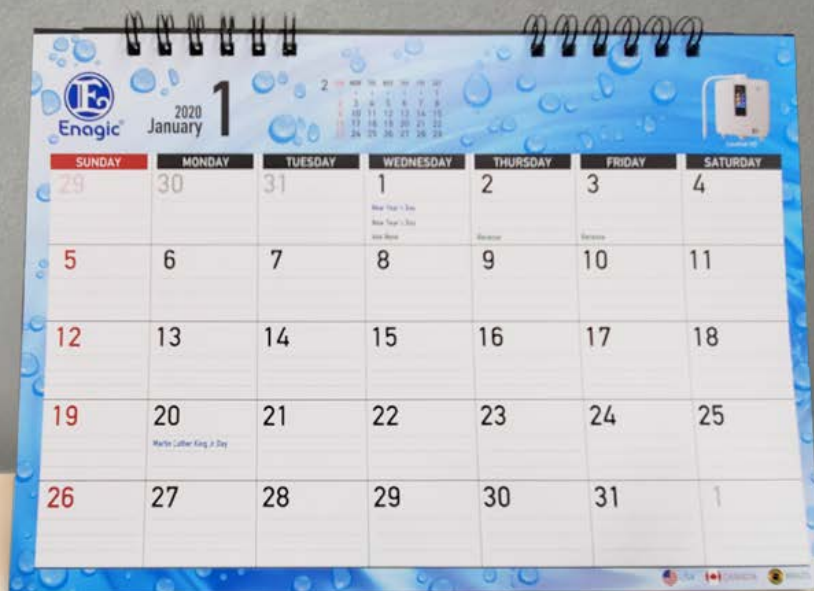 Enagic®
2020
January
1
2
SUNDAY MONDAY TUESDAY WEDNESDAY THURSDAY FRIDAY SATURDAY
29 30 31 1 2 3 4
New Year's Day
New Year's Day
5 6 7 8 9 10 11
12 13 14 15 16 17 18
19 20 21 22 23 24 25
Martin Luther King Jr Day
26 27 28 29 30 31 1
USA CANADA